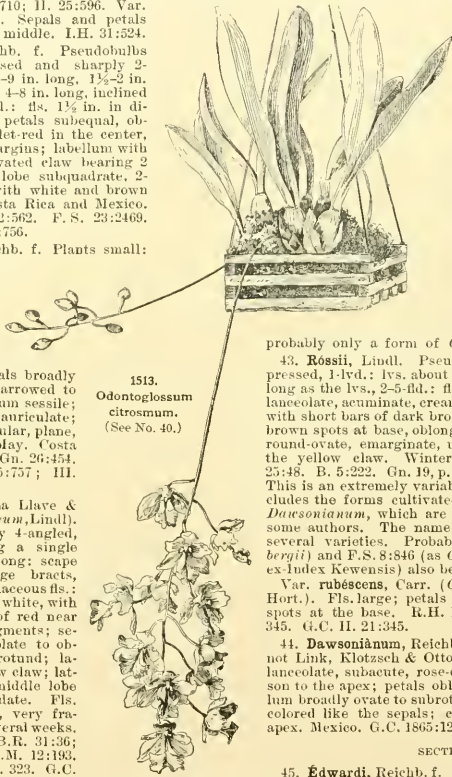 710; II. 25:596. Var.
. Sepals and petals
middle. I.H. 31:524.
hb. f. Pseudobulbs
sed and sharply 2-
-9 in. long, 1½-2 in.
4-8 in. long, inclined
l.: fls. 1½ in. in di-
petals subequal, ob-
let-red in the center,
argins; labellum with
vated claw bearing 2
lobe subquadrate, 2-
with white and brown
sta Rica and Mexico.
2:562. F. S. 23:2469.
:756.
hb. f. Plants small:
als broadly
arrowed to
um sessile;
auriculate;
ular, plane,
lay. Costa
Gn. 26:454.
5:757; III.
a Llave &
um, Lindl).
y 4-angled,
g a single
ong: scape
ge bracts,
aceous fls.:
white, with
of red near
gments; se-
olate to ob-
rotund; la-
w claw; lat-
middle lobe
date. Fls.
, very fra-
veral weeks.
B.R. 31:36;
.M. 12:193.
. 323. G.C.
1513.
Odontoglossum
citrosmum.
(See No. 40.)
probably only a form of
43. Róssii, Lindl. Pseu
pressed, 1-lvd.: lvs. about
long as the lvs., 2-5-fld.: fl
lanceolate, acuminate, crear
with short bars of dark bro
brown spots at base, oblong
round-ovate, emarginate, u
the yellow claw. Winter
25:48. B. 5:222. Gn. 19, p.
This is an extremely variab
cludes the forms cultivate
Dawsonianum, which are
some authors. The name
several varieties. Probab
bergii) and F.S. 8:846 (as
ex-Index Kewensis) also be
Var. rubéscens, Carr. (
Hort.). Fls. large; petals
spots at the base. R.H.
345. G.C. II. 21:345.
44. Dawsoniànum, Reichb
not Link, Klotzsch & Otto
lanceolate, subacute, rose-c
son to the apex; petals obl
lum broadly ovate to subrot
colored like the sepals; c
apex. Mexico. G.C. 1865:12
SECTI
45. Édwardi, Reichb. f.